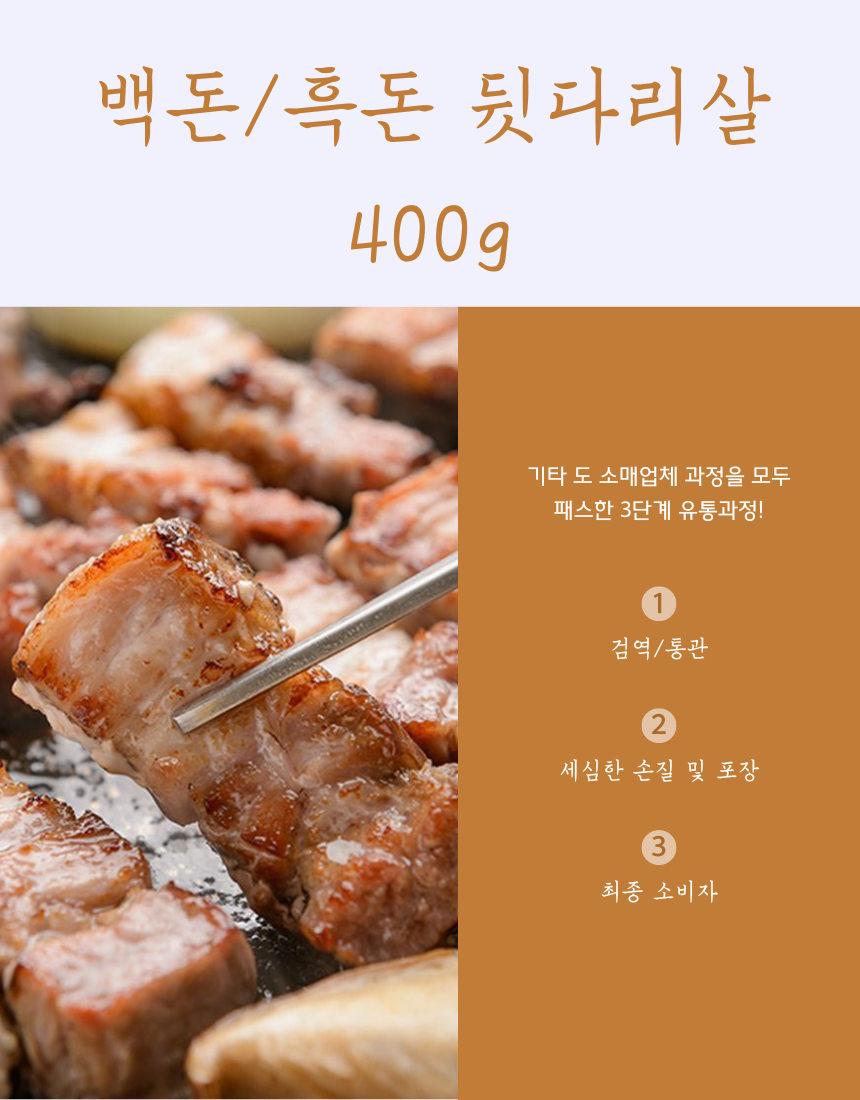 백돈/흑돈 뒷다리살
400g
기타 도 소매업체 과정을 모두
패스한 3단계 유통과정!
1
검역/통관
2
세심한 손질 및 포장
3
최종 소비자